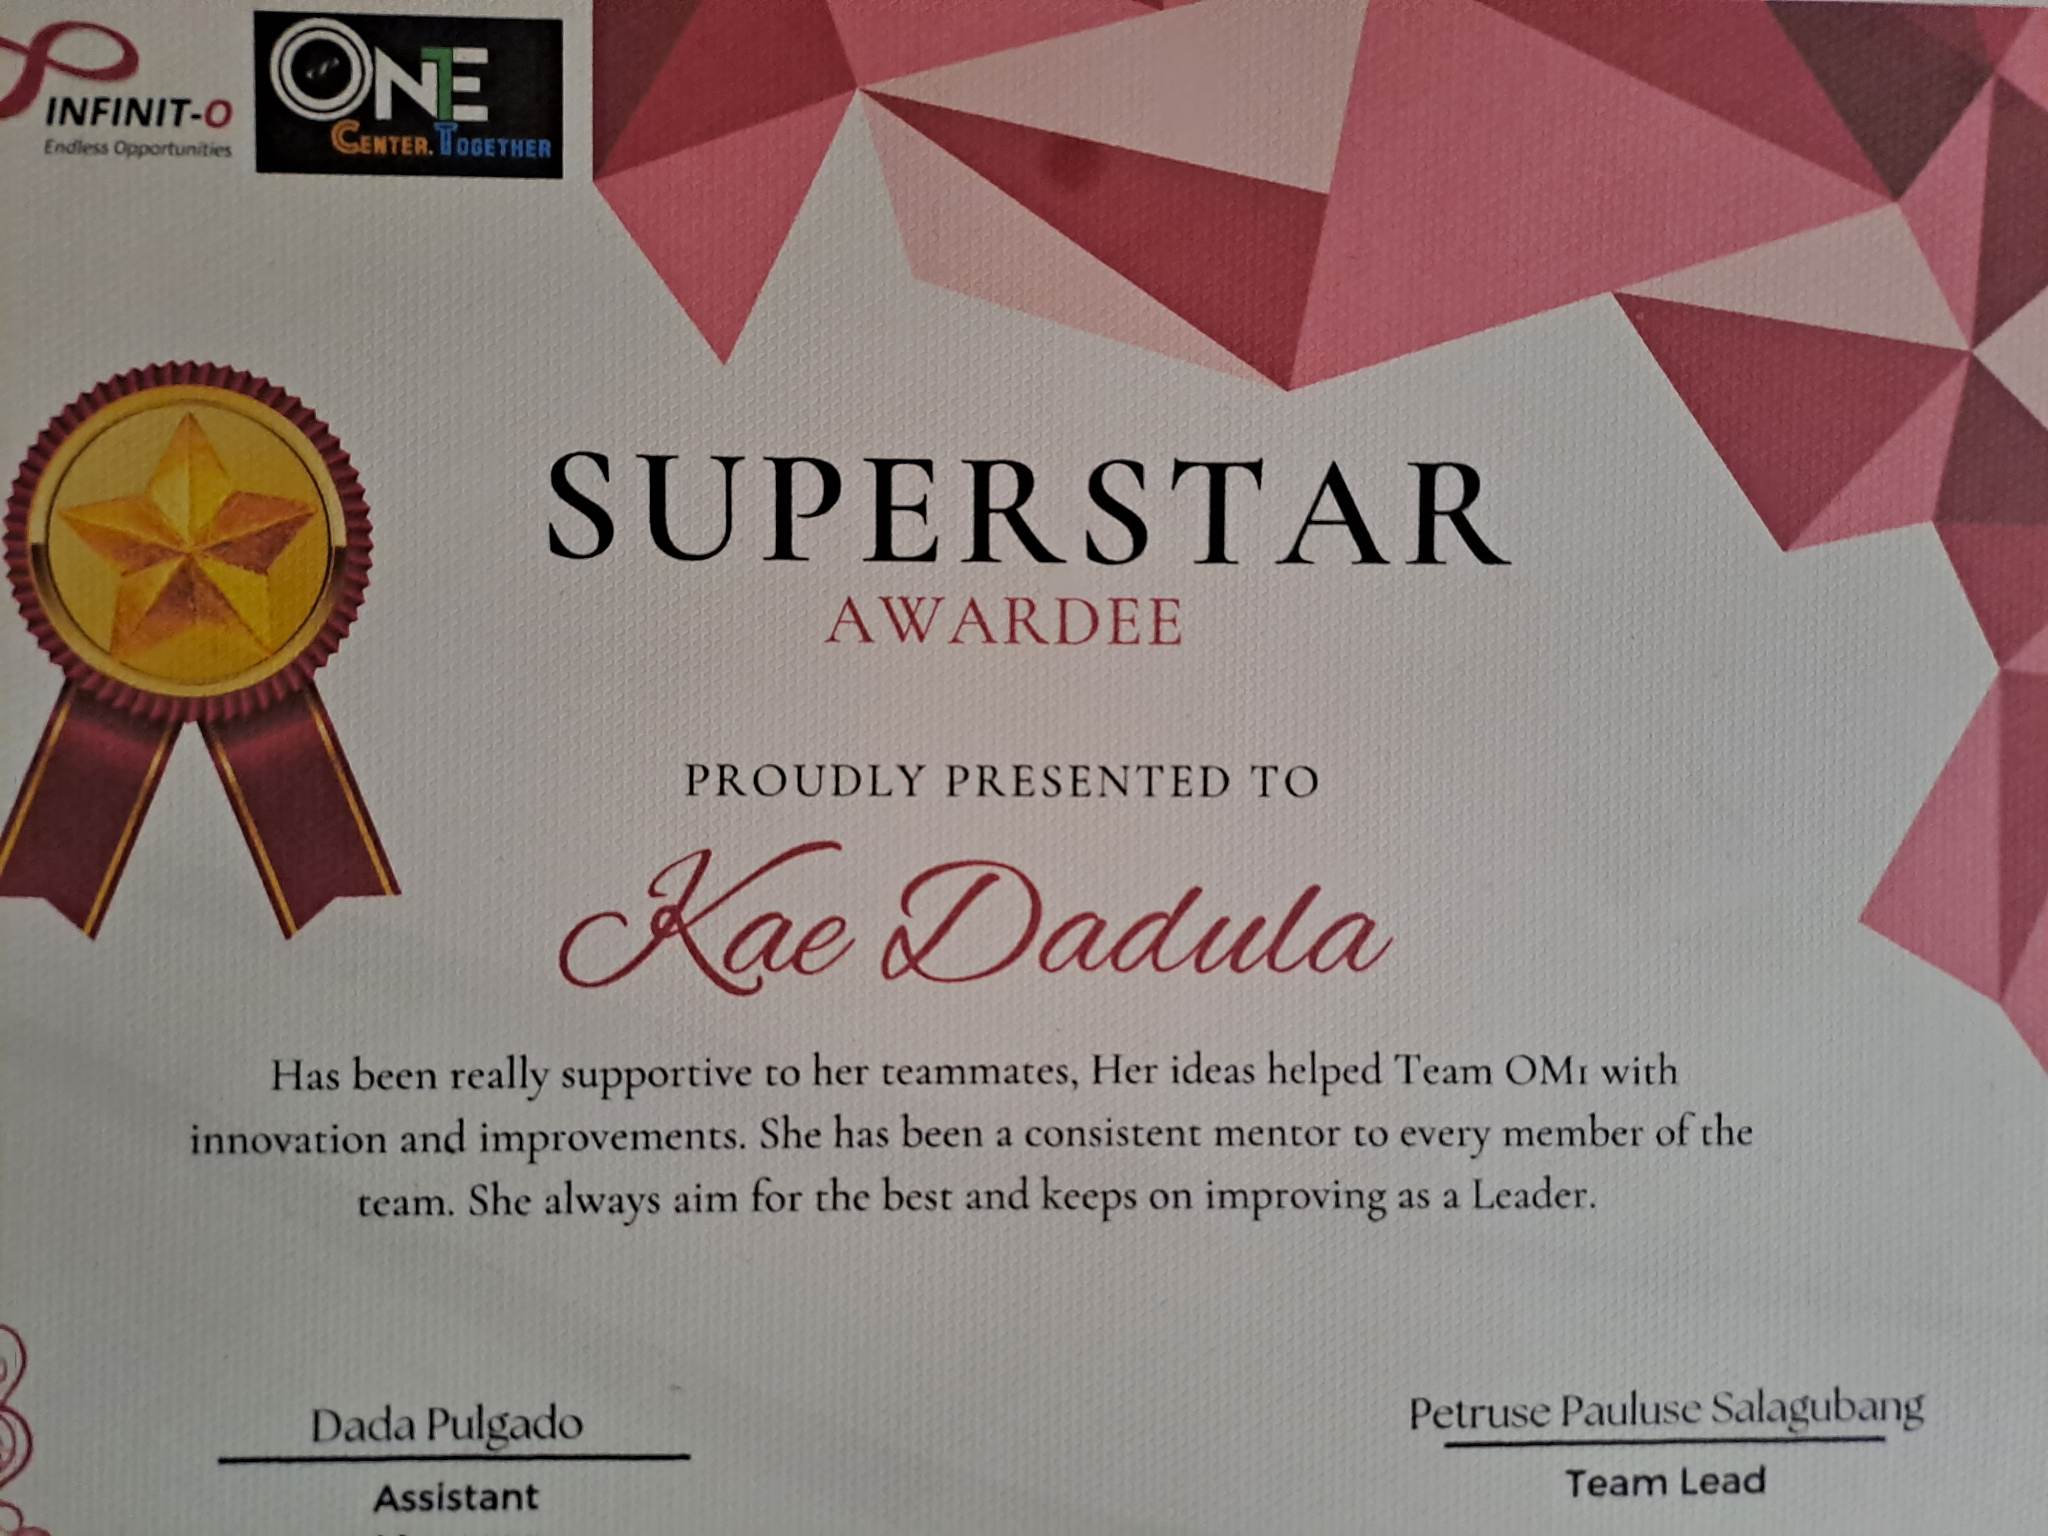 INFINIT-O
Endless Opportunities
ONE
CENTER. TOGETHER
SUPERSTAR
AWARDEE
PROUDLY PRESENTED TO
Kae Dadula
Has been really supportive to her teammates, Her ideas helped Team OM1 with
innovation and improvements. She has been a consistent mentor to every member of the
team. She always aim for the best and keeps on improving as a Leader.
Dada Pulgado
Assistant
Petruse Pauluse Salagubang
Team Lead